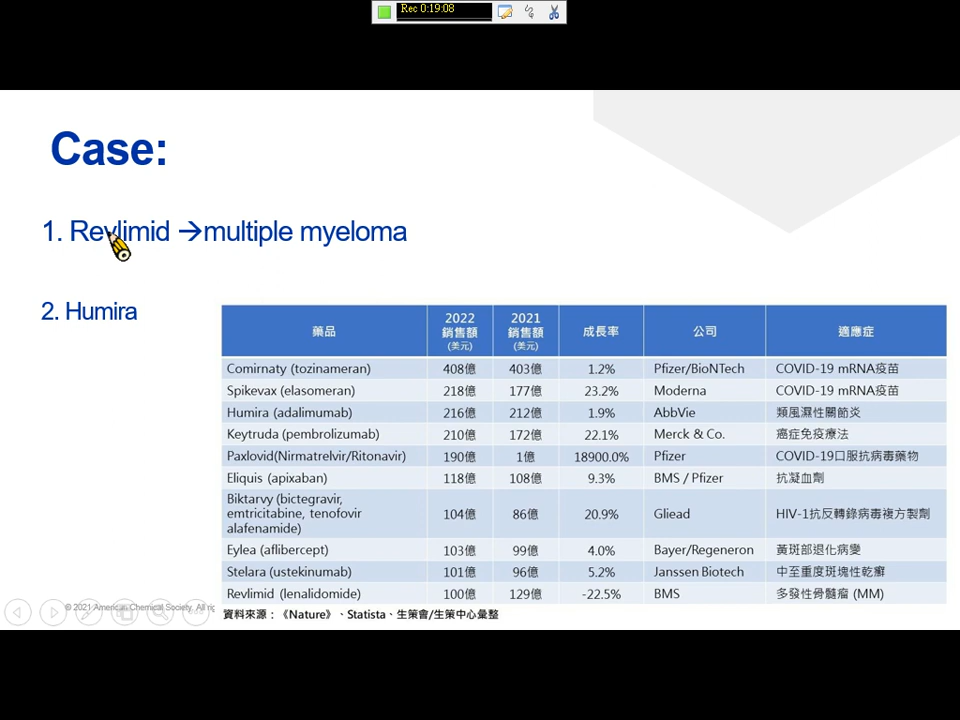 Rec 0:19:08
Case:
1. Revlimid →multiple myeloma
2. Humira
藥品 2022 銷售額 (美元) 2021 銷售額 (美元) 成長率 公司 適應症
Comirnaty (tozinameran) 408億 403億 1.2% Pfizer/BioNTech COVID-19 mRNA疫苗
Spikevax (elasomeran) 218億 177億 23.2% Moderna COVID-19 mRNA疫苗
Humira (adalimumab) 216億 212億 1.9% AbbVie 類風濕性關節炎
Keytruda (pembrolizumab) 210億 172億 22.1% Merck & Co. 癌症免疫療法
Paxlovid(Nirmatrelvir/Ritonavir) 190億 1億 18900.0% Pfizer COVID-19口服抗病毒藥物
Eliquis (apixaban) 118億 108億 9.3% BMS / Pfizer 抗凝血劑
Biktarvy (bictegravir, emtricitabine, tenofovir alafenamide) 104億 86億 20.9% Gliead HIV-1抗反轉錄病毒複方製劑
Eylea (aflibercept) 103億 99億 4.0% Bayer/Regeneron 黃斑部退化病變
Stelara (ustekinumab) 101億 96億 5.2% Janssen Biotech 中至重度斑塊性乾癬
Revlimid (lenalidomide) 100億 129億 -22.5% BMS 多發性骨髓瘤 (MM)
© 2021 American Chemical Society. All
資料來源：《Nature》、Statista、生策會/生策中心彙整